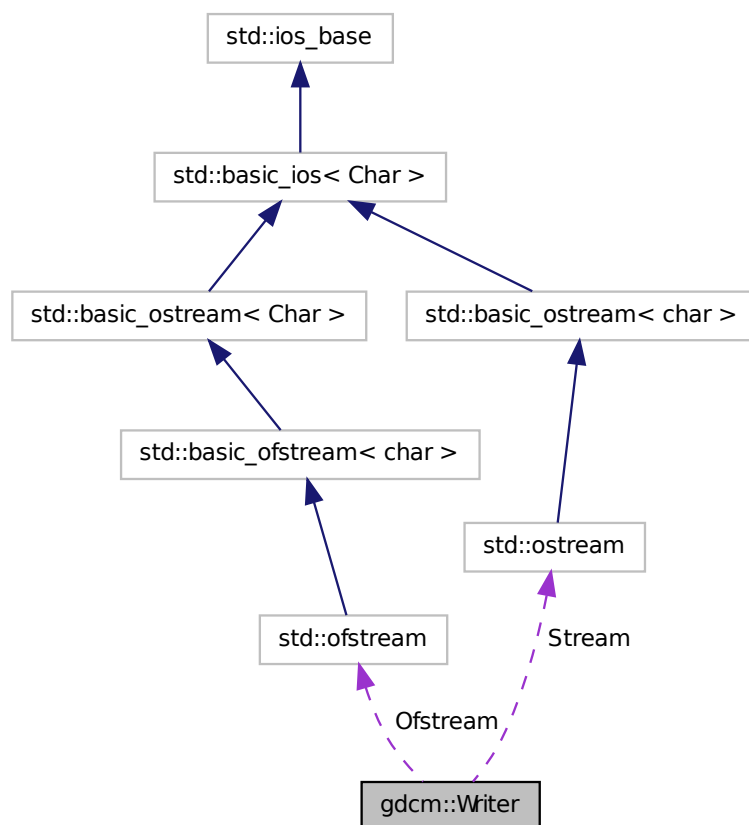 std::ios_base
std::basic_ios< Char >
std::basic_ostream< Char >
std::basic_ostream< char >
std::basic_ofstream< char >
std::ostream
std::ofstream
Stream
Ofstream
gdcm::Writer